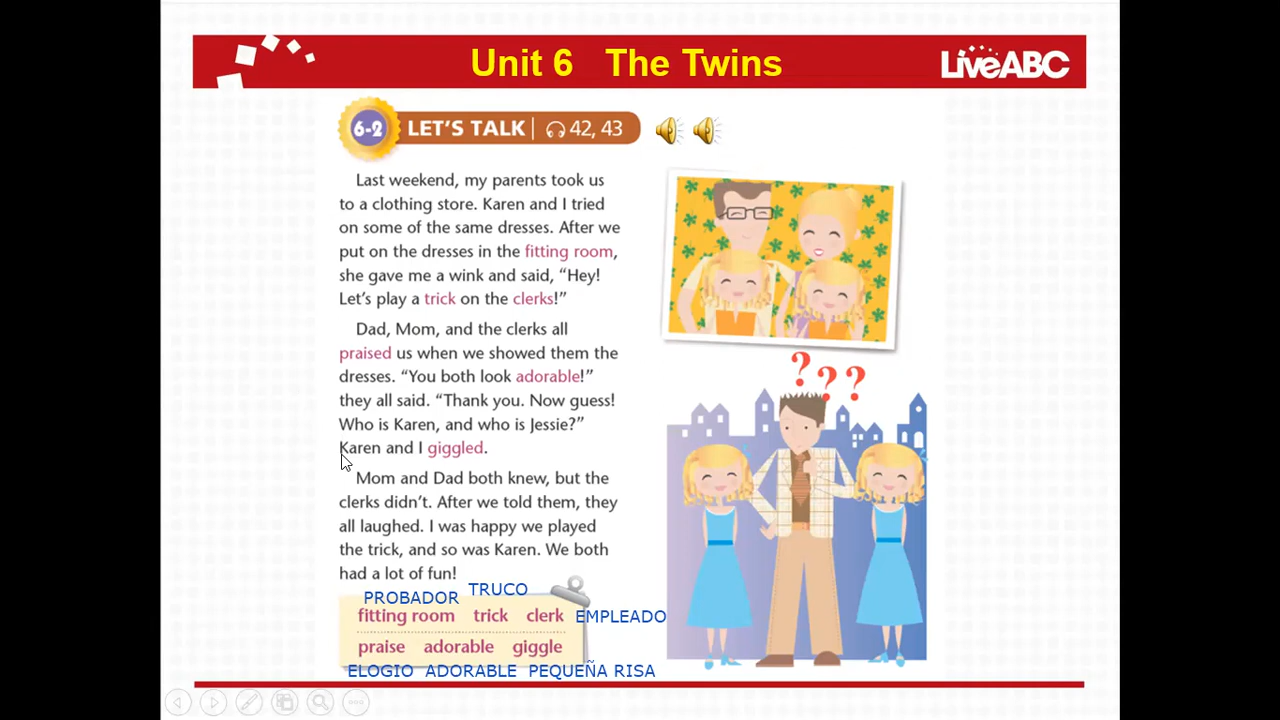 Unit 6 The Twins
LiveABC
6-2 LET'S TALK 42, 43
Last weekend, my parents took us
to a clothing store. Karen and I tried
on some of the same dresses. After we
put on the dresses in the fitting room,
she gave me a wink and said, “Hey!
Let's play a trick on the clerks!”
Dad, Mom, and the clerks all
praised us when we showed them the
dresses. “You both look adorable!”
they all said. “Thank you. Now guess!
Who is Karen, and who is Jessie?”
Karen and I giggled.
Mom and Dad both knew, but the
clerks didn't. After we told them, they
all laughed. I was happy we played
the trick, and so was Karen. We both
had a lot of fun!
PROBADOR TRUCO
fitting room trick clerk EMPLEADO
praise adorable giggle
ELOGIO ADORABLE PEQUEÑA RISA
? ? ?